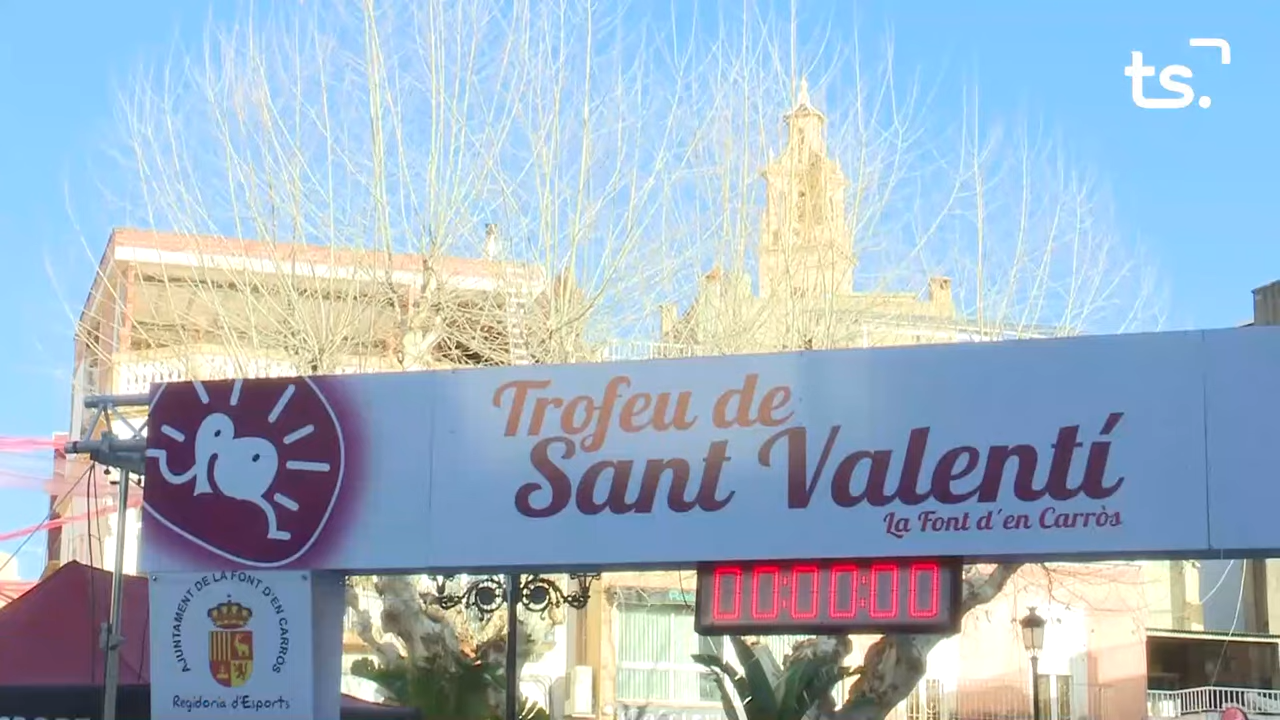 ts.
Trofeu de
Sant Valentí
La Font d'en Carròs
00:00:00
AJUNTAMENT DE LA FONT D'EN CARRÒS
Regidoria d'Esports